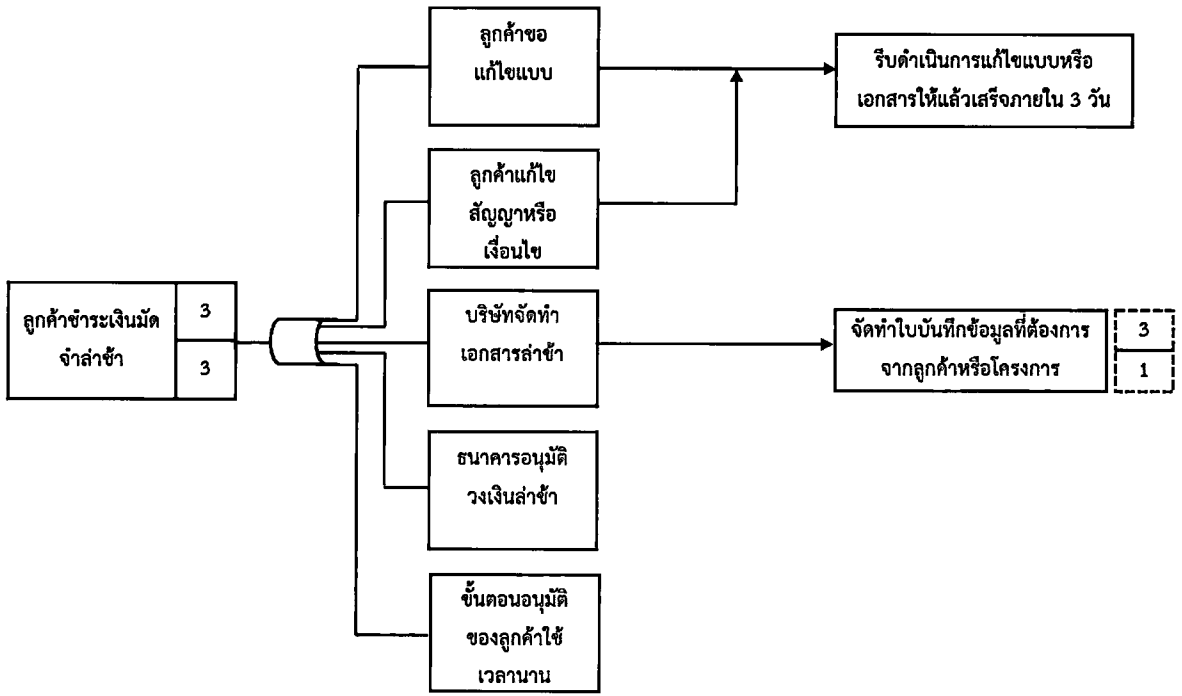 ลูกค้าขอ
แก้ไขแบบ
รีบดำเนินการแก้ไขแบบหรือ
เอกสารให้แล้วเสร็จภายใน 3 วัน
ลูกค้าแก้ไข
สัญญาหรือ
เงื่อนไข
ลูกค้าชำระเงินมัด
จำล่าช้า
3
3
บริษัทจัดทำ
เอกสารล่าช้า
จัดทำใบบันทึกข้อมูลที่ต้องการ
จากลูกค้าหรือโครงการ
3
1
ธนาคารอนุมัติ
วงเงินล่าช้า
ขั้นตอนอนุมัติ
ของลูกค้าใช้
เวลานาน